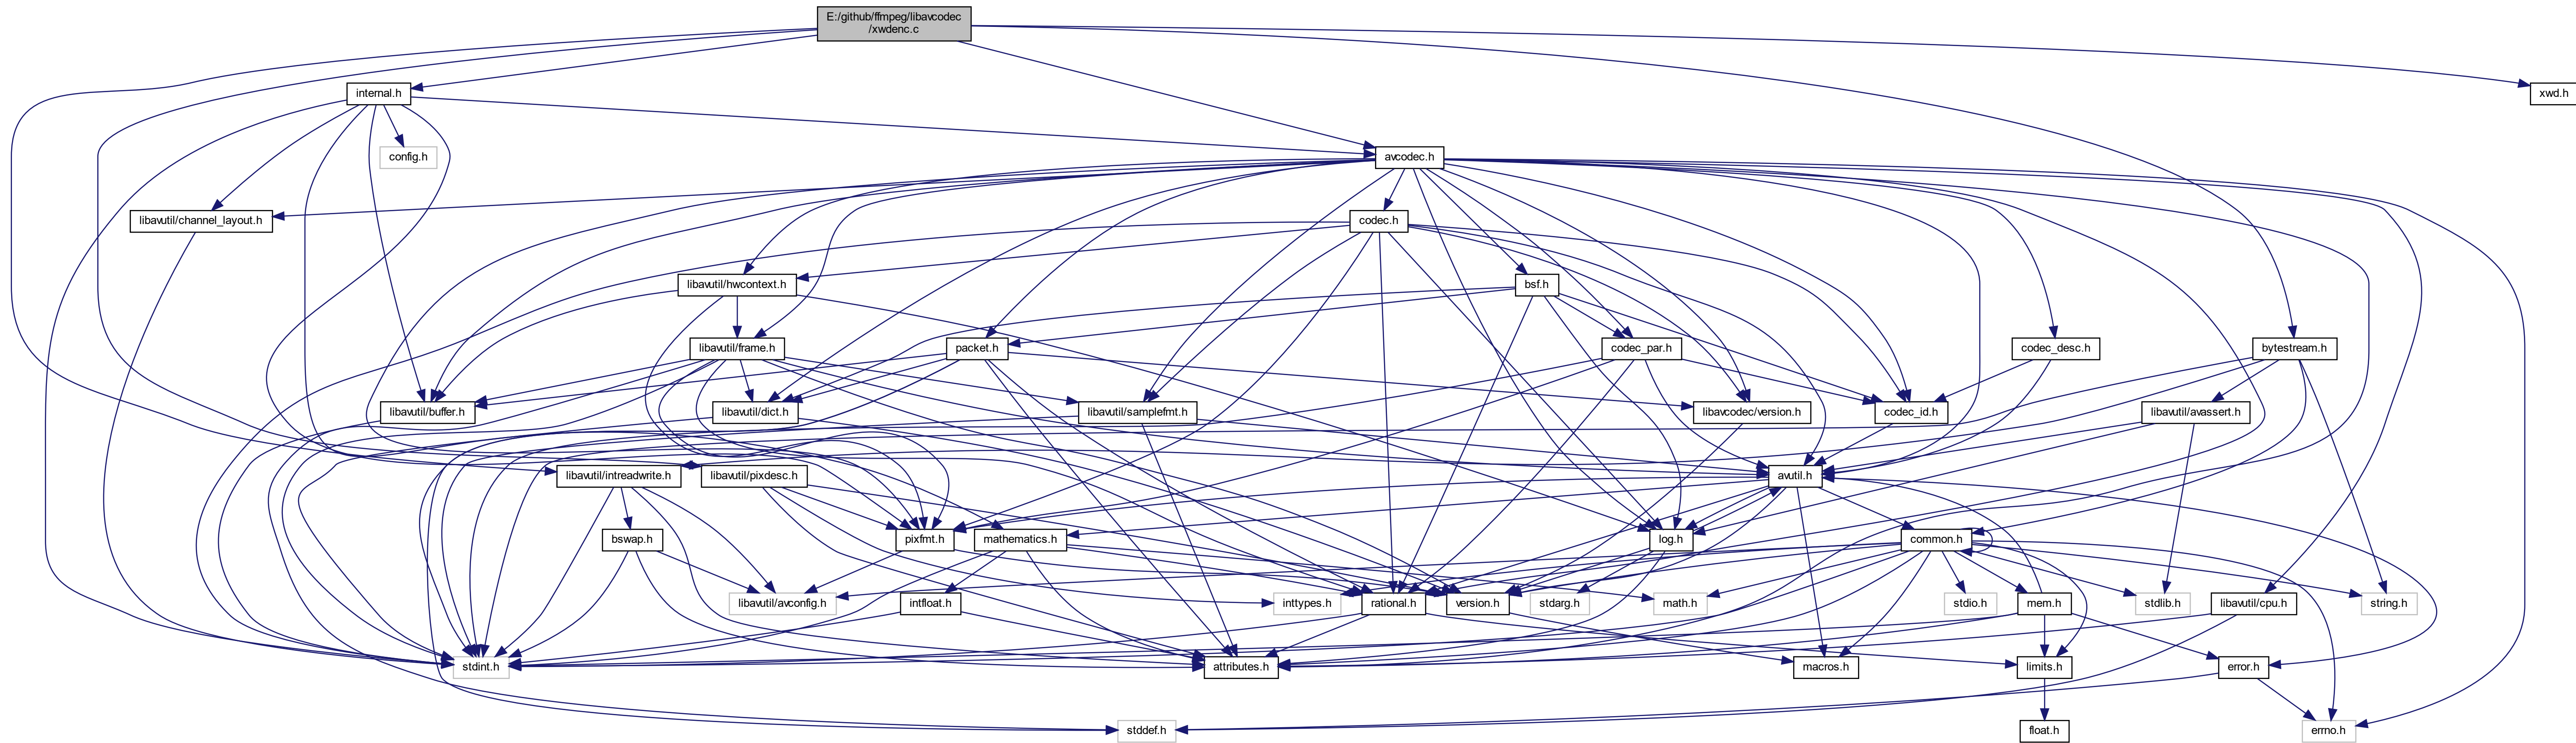 E:/github/ffmpeg/libavcodec
/xwdenc.c
internal.h
xwd.h
config.h
avcodec.h
libavutil/channel_layout.h
codec.h
libavutil/hwcontext.h
bsf.h
libavutil/frame.h
packet.h
codec_par.h
codec_desc.h
bytestream.h
libavutil/buffer.h
libavutil/dict.h
libavutil/samplefmt.h
libavcodec/version.h
codec_id.h
libavutil/avassert.h
libavutil/intreadwrite.h
libavutil/pixdesc.h
avutil.h
bswap.h
pixfmt.h
mathematics.h
log.h
common.h
libavutil/avconfig.h
intfloat.h
inttypes.h
rational.h
version.h
stdarg.h
math.h
stdio.h
mem.h
stdlib.h
libavutil/cpu.h
string.h
stdint.h
attributes.h
macros.h
limits.h
error.h
stddef.h
float.h
errno.h